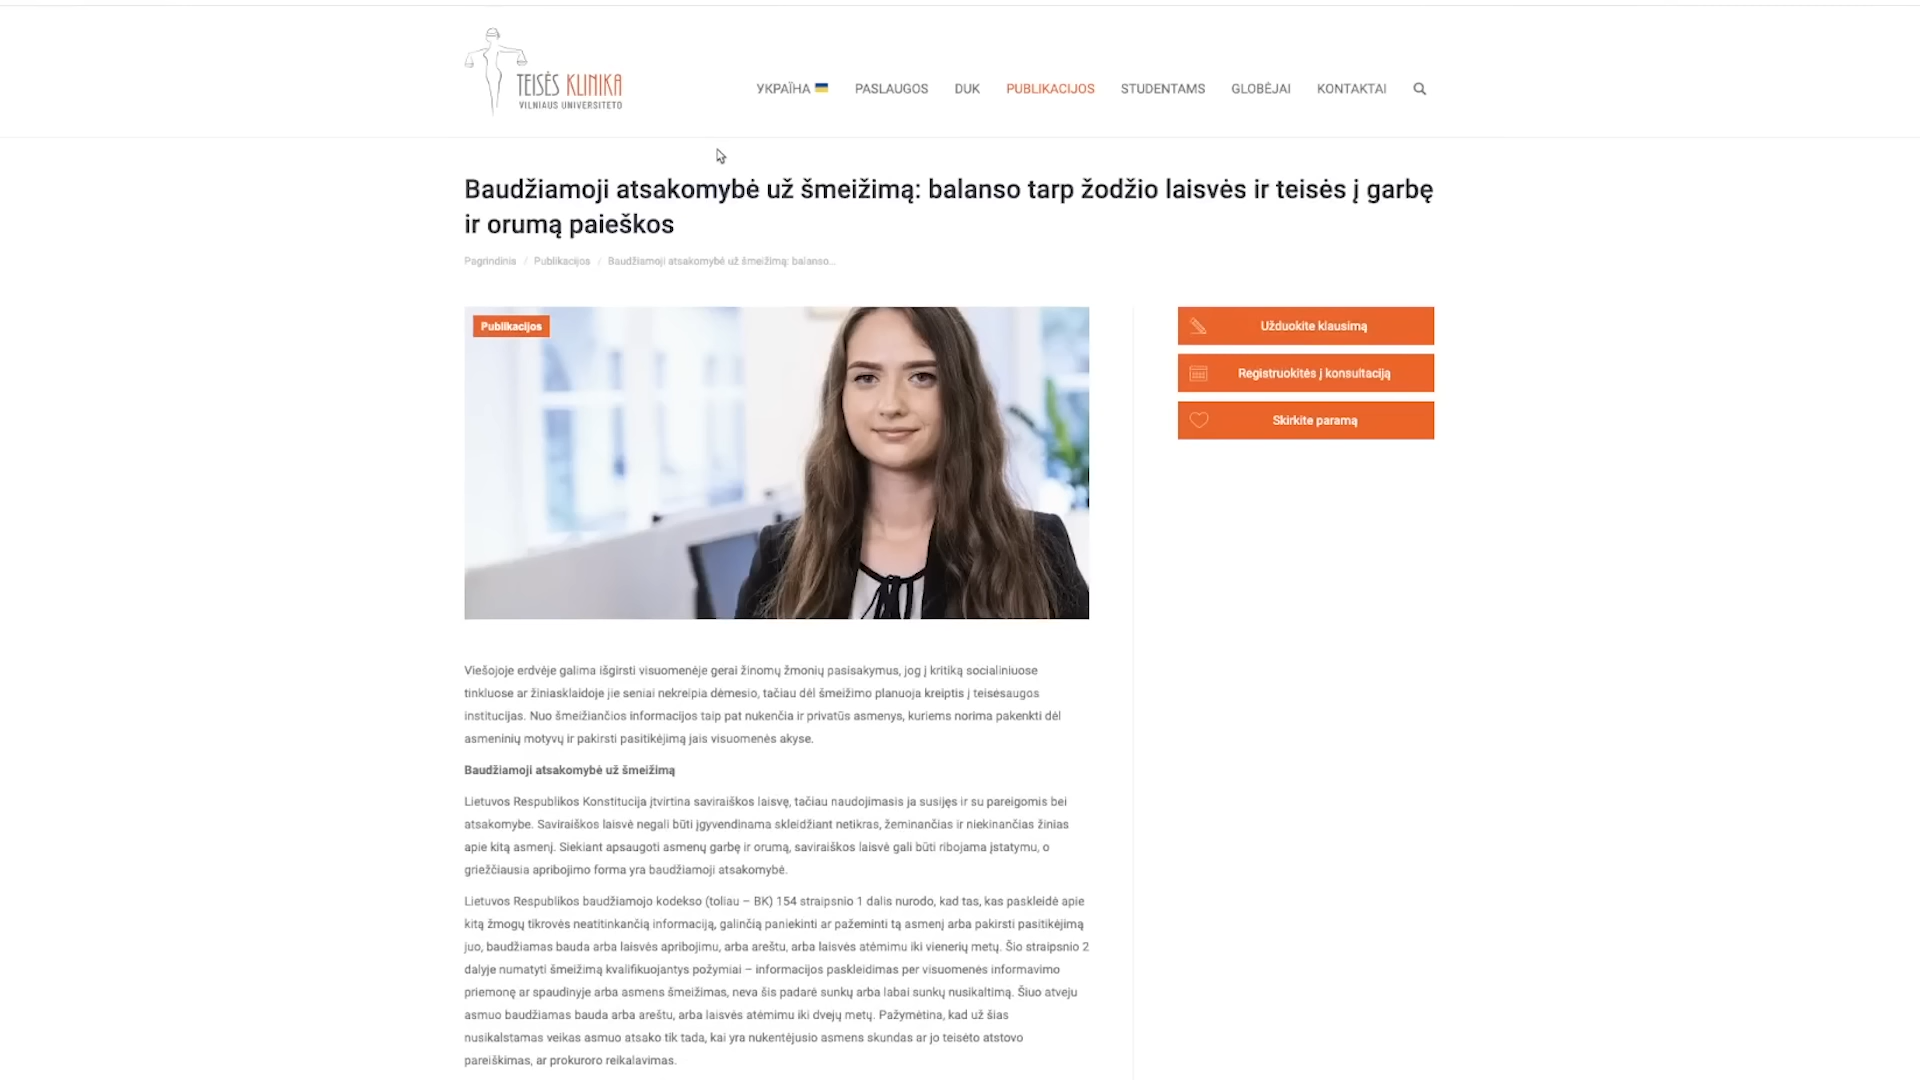 TEISĖS KLINIKA
VILNIAUS UNIVERSITETO
УКРАЇНА
PASLAUGOS
DUK
PUBLIKACIJOS
STUDENTAMS
GLOBĖJAI
KONTAKTAI
Baudžiamoji atsakomybė už šmeižimą: balanso tarp žodžio laisvės ir teisės į garbę
ir orumą paieškos
Pagrindinis / Publikacijos / Baudžiamoji atsakomybė už šmeižimą: balanso...
Publikacijos
Užduokite klausimą
Registruokitės į konsultaciją
Skirkite paramą
Viešojoje erdvėje galima išgirsti visuomenėje gerai žinomų žmonių pasisakymus, jog į kritiką socialiniuose
tinkluose ar žiniasklaidoje jie seniai nekreipia dėmesio, tačiau dėl šmeižimo planuoja kreiptis į teisėsaugos
institucijas. Nuo šmeižiančios informacijos taip pat nukenčia ir privatūs asmenys, kuriems norima pakenkti dėl
asmeninių motyvų ir pakirsti pasitikėjimą jais visuomenės akyse.
Baudžiamoji atsakomybė už šmeižimą
Lietuvos Respublikos Konstitucija įtvirtina saviraiškos laisvę, tačiau naudojimasis ja susijęs ir su pareigomis bei
atsakomybe. Saviraiškos laisvė negali būti įgyvendinama skleidžiant netikras, žeminančias ir niekinančias žinias
apie kitą asmenį. Siekiant apsaugoti asmenų garbę ir orumą, saviraiškos laisvė gali būti ribojama įstatymu, o
griežčiausia apribojimo forma yra baudžiamoji atsakomybė.
Lietuvos Respublikos baudžiamojo kodekso (toliau – BK) 154 straipsnio 1 dalis nurodo, kad tas, kas paskleidė apie
kitą žmogų tikrovės neatitinkančią informaciją, galinčią paniekinti ar pažeminti tą asmenį arba pakirsti pasitikėjimą
juo, baudžiamas bauda arba laisvės apribojimu, arba areštu, arba laisvės atėmimu iki vienerių metų. Šio straipsnio 2
dalyje numatyti šmeižimą kvalifikuojantys požymiai – informacijos paskleidimas per visuomenės informavimo
priemonę ar spaudinyje arba asmens šmeižimas, neva šis padarė sunkų arba labai sunkų nusikaltimą. Šiuo atveju
asmuo baudžiamas bauda arba areštu, arba laisvės atėmimu iki dvejų metų. Pažymėtina, kad už šias
nusikalstamas veikas asmuo atsako tik tada, kai yra nukentėjusio asmens skundas ar jo teisėto atstovo
pareiškimas, ar prokuroro reikalavimas.